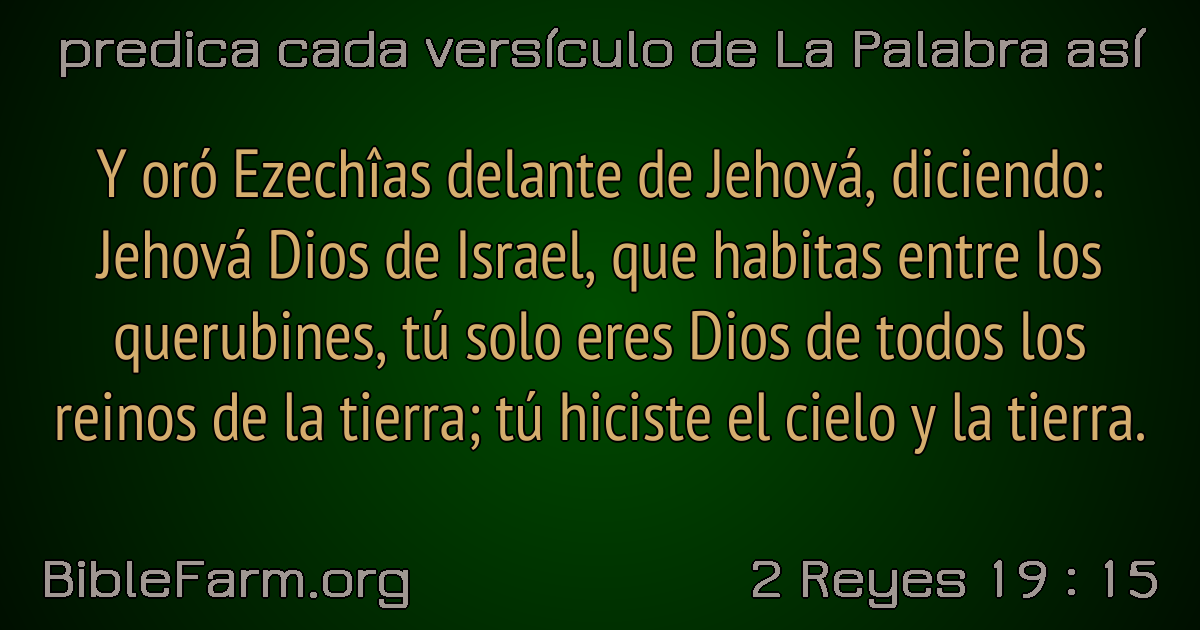 predica cada versículo de La Palabra así
Y oró Ezechîas delante de Jehová, diciendo:
Jehová Dios de Israel, que habitas entre los
querubines, tú solo eres Dios de todos los
reinos de la tierra; tú hiciste el cielo y la tierra.
BibleFarm.org 2 Reyes 19 : 15